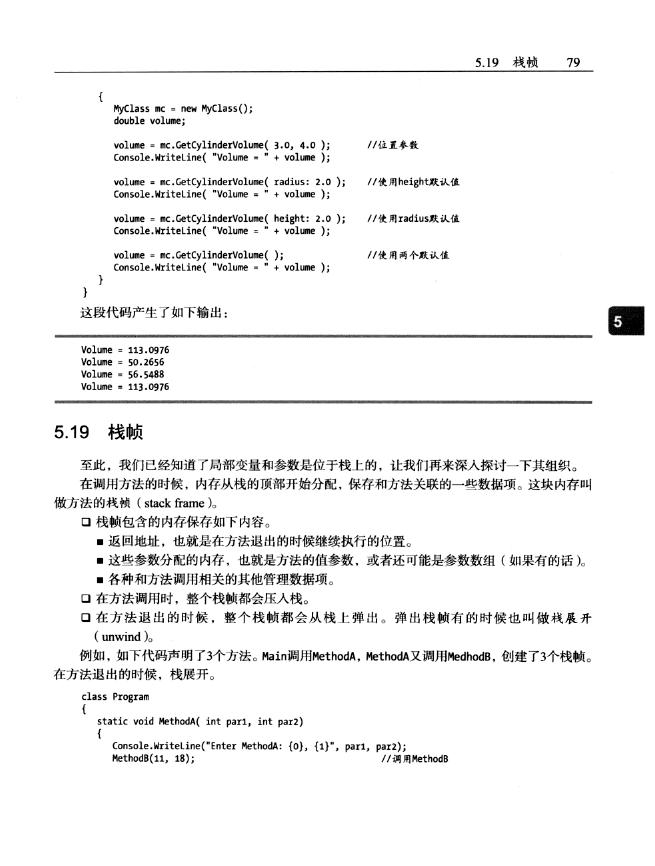 5.19 栈帧 79
{
MyClass mc = new MyClass();
double volume;
volume = mc.GetCylinderVolume( 3.0, 4.0 ); //位置参数
Console.WriteLine( "Volume = " + volume );
volume = mc.GetCylinderVolume( radius: 2.0 ); //使用height默认值
Console.WriteLine( "Volume = " + volume );
volume = mc.GetCylinderVolume( height: 2.0 ); //使用radius默认值
Console.WriteLine( "Volume = " + volume );
volume = mc.GetCylinderVolume( ); //使用两个默认值
Console.WriteLine( "Volume = " + volume );
}
}
这段代码产生了如下输出：
5
Volume = 113.0976
Volume = 50.2656
Volume = 56.5488
Volume = 113.0976
5.19 栈帧
至此，我们已经知道了局部变量和参数是位于栈上的，让我们再来深入探讨一下其组织。
在调用方法的时候，内存从栈的顶部开始分配，保存和方法关联的一些数据项。这块内存叫
做方法的栈帧（stack frame）。
❑ 栈帧包含的内存保存如下内容。
■ 返回地址，也就是在方法退出的时候继续执行的位置。
■ 这些参数分配的内存，也就是方法的值参数，或者还可能是参数数组（如果有的话）。
■ 各种和方法调用相关的其他管理数据项。
❑ 在方法调用时，整个栈帧都会压入栈。
❑ 在方法退出的时候，整个栈帧都会从栈上弹出。弹出栈帧有的时候也叫做栈展开
（unwind）。
例如，如下代码声明了3个方法。Main调用MethodA，MethodA又调用MedhodB，创建了3个栈帧。
在方法退出的时候，栈展开。
class Program
{
static void MethodA( int par1, int par2)
{
Console.WriteLine("Enter MethodA: {0}, {1}", par1, par2);
MethodB(11, 18); //调用MethodB